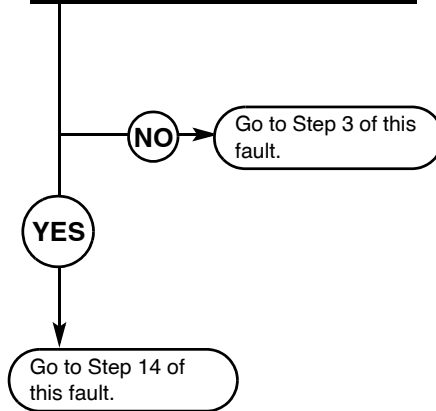 NO
Go to Step 3 of this
fault.
YES
Go to Step 14 of
this fault.